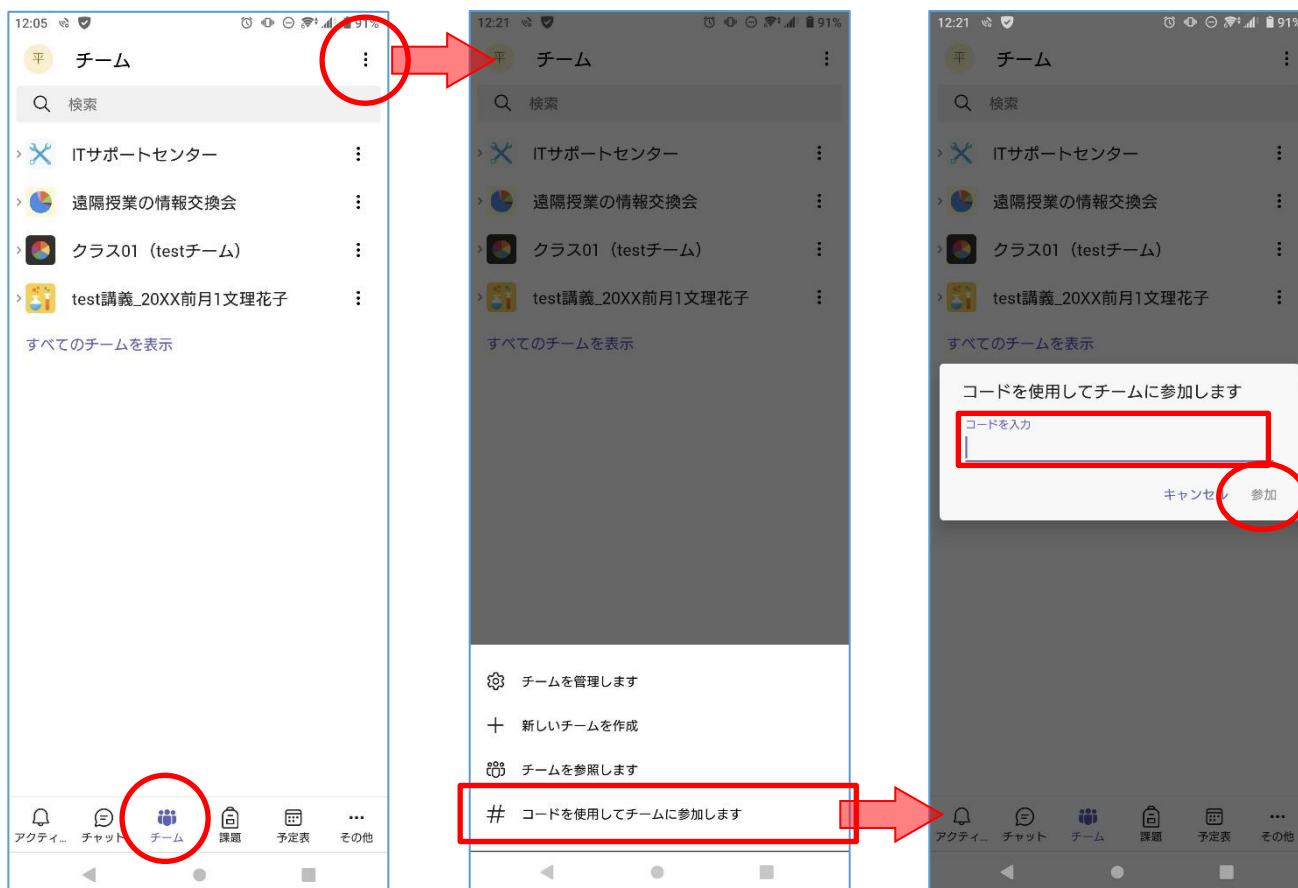 12:05
91%
平
チーム
検索
ITサポートセンター
遠隔授業の情報交換会
クラス01（testチーム）
test講義_20XX前月1文理花子
すべてのチームを表示
アクティ...
チャット
チーム
課題
予定表
その他
12:21
91%
平
チーム
検索
ITサポートセンター
遠隔授業の情報交換会
クラス01（testチーム）
test講義_20XX前月1文理花子
すべてのチームを表示
チームを管理します
新しいチームを作成
チームを参照します
# コードを使用してチームに参加します
12:21
91%
平
チーム
検索
ITサポートセンター
遠隔授業の情報交換会
クラス01（testチーム）
test講義_20XX前月1文理花子
すべてのチームを表示
コードを使用してチームに参加します
コードを入力
キャンセル 参加
アクティ...
チャット
チーム
課題
予定表
その他